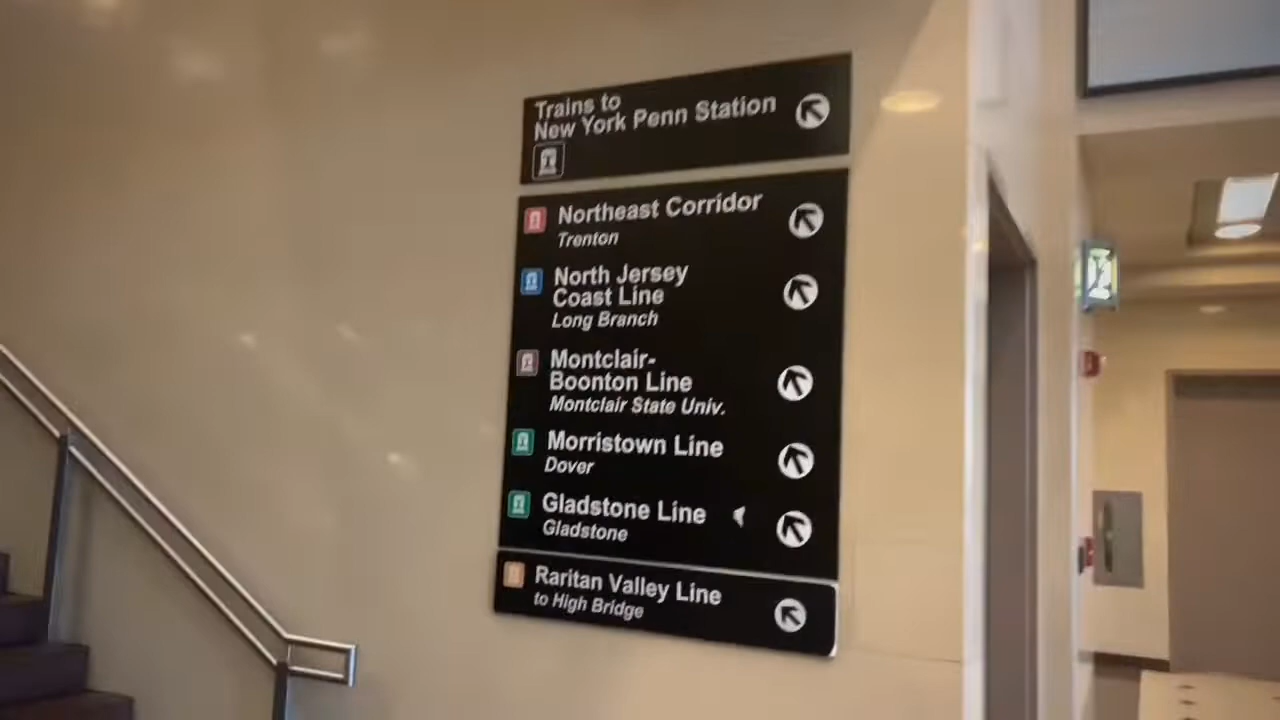 Trains to
New York Penn Station
Northeast Corridor
Trenton
North Jersey
Coast Line
Long Branch
Montclair-
Boonton Line
Montclair State Univ.
Morristown Line
Dover
Gladstone Line
Gladstone
Raritan Valley Line
to High Bridge